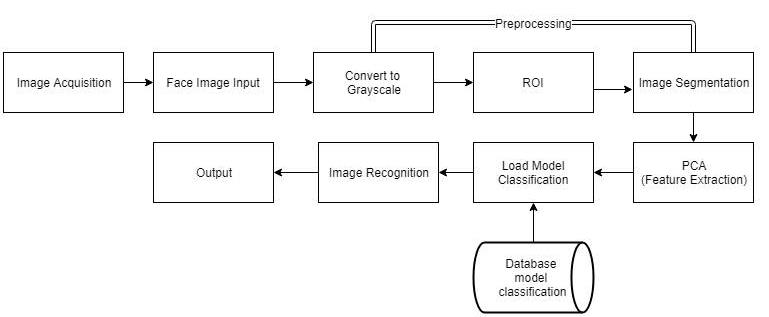 Preprocessing
Image Acquisition
Face Image Input
Convert to
Grayscale
ROI
Image Segmentation
Output
Image Recognition
Load Model
Classification
PCA
(Feature Extraction)
Database
model
classification